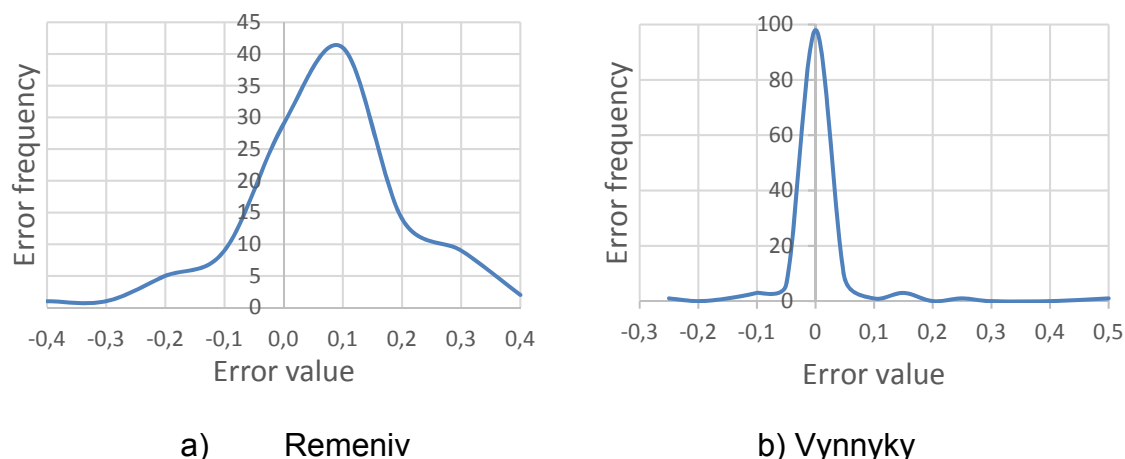 45
40
35
30
25
20
15
10
5
0
Error frequency
-0,4 -0,3 -0,2 -0,1 0,0 0,1 0,2 0,3 0,4
Error value
a) Remeniv
100
80
60
40
20
0
Error frequency
-0,3 -0,2 -0,1 0 0,1 0,2 0,3 0,4 0,5
Error value
b) Vynnyky